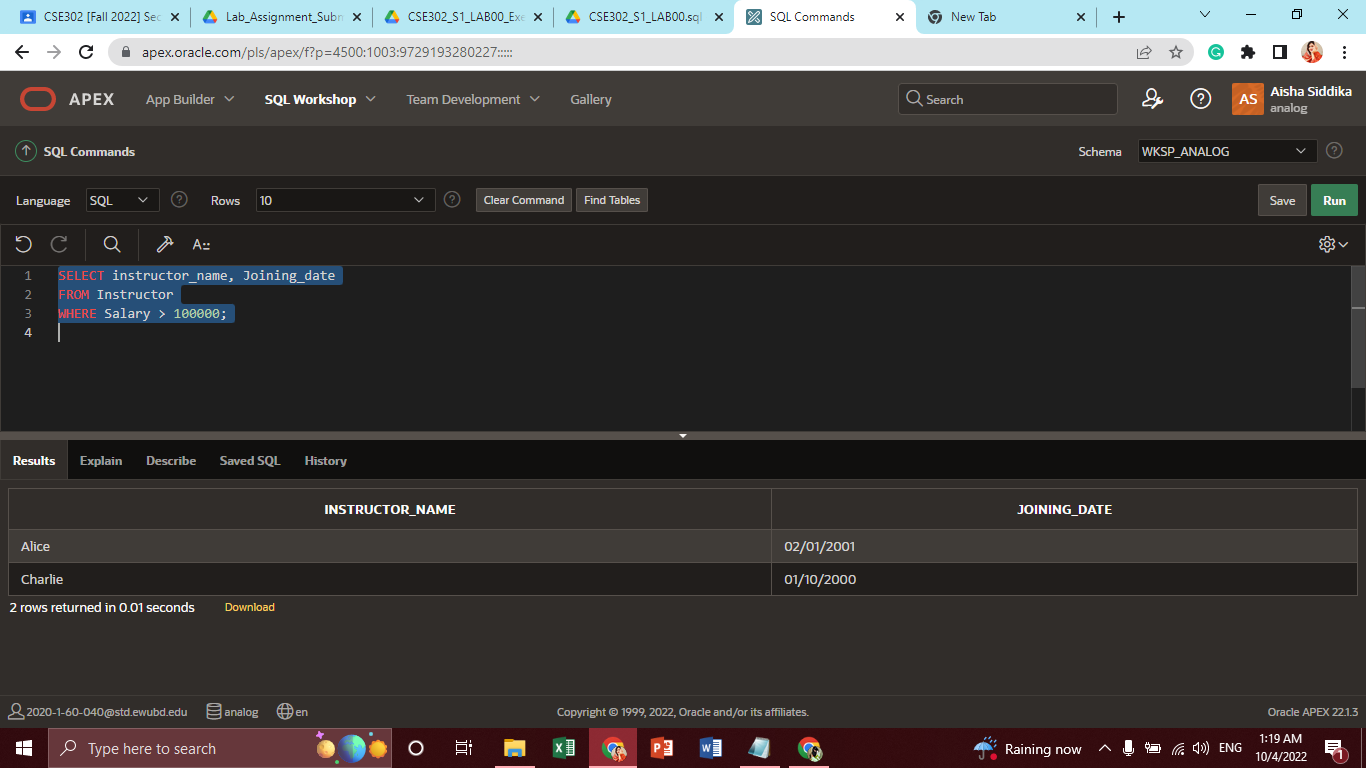 CSE302 [Fall 2022] Sec
Lab_Assignment_Subm
CSE302_S1_LAB00_Exe
CSE302_S1_LAB00.sql
SQL Commands
New Tab
apex.oracle.com/pls/apex/f?p=4500:1003:9729193280227:::::
APEX
App Builder
SQL Workshop
Team Development
Gallery
Search
AS
Aisha Siddika
analog
SQL Commands
Schema
WKSP_ANALOG
Language
SQL
Rows
10
Clear Command
Find Tables
Save
Run
1 SELECT instructor_name, Joining_date
2 FROM Instructor
3 WHERE Salary > 100000;
4
Results
Explain
Describe
Saved SQL
History
INSTRUCTOR_NAME JOINING_DATE
Alice 02/01/2001
Charlie 01/10/2000
2 rows returned in 0.01 seconds
Download
2020-1-60-040@std.ewubd.edu
analog
en
Copyright © 1999, 2022, Oracle and/or its affiliates.
Oracle APEX 22.1.3
Type here to search
Raining now
ENG
1:19 AM
10/4/2022
1